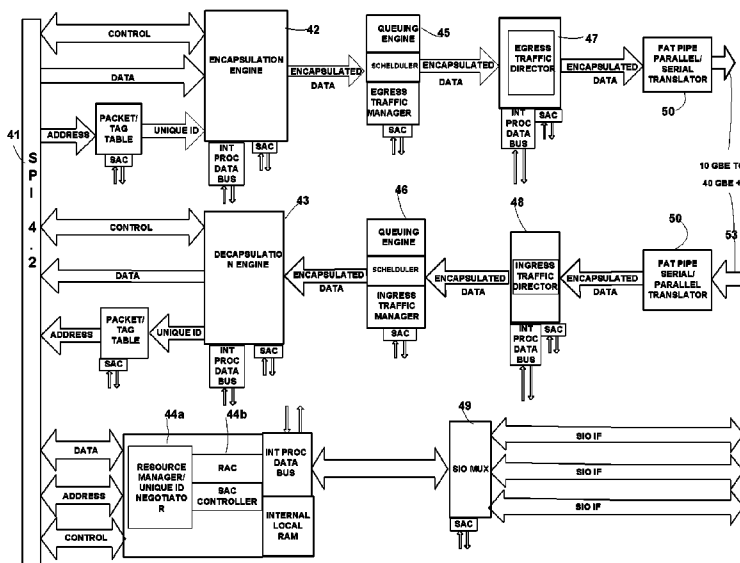 41
SPI 4.2
CONTROL
DATA
ADDRESS
PACKET/
TAG
TABLE
SAC
UNIQUE ID
42
ENCAPSULATION
ENGINE
INT
PROC
DATA
BUS
SAC
ENCAPSULATED
DATA
45
QUEUING
ENGINE
SCHELDULER
EGRESS
TRAFFIC
MANAGER
SAC
ENCAPSULATED
DATA
47
EGRESS
TRAFFIC
DIRECTOR
INT
PROC
DATA
BUS
SAC
ENCAPSULATED
DATA
FAT PIPE
PARALLEL/
SERIAL
TRANSLATOR
50
10 GBE TO
40 GBE +
53
CONTROL
DATA
ADDRESS
PACKET/
TAG
TABLE
SAC
UNIQUE ID
43
DECAPSULATIO
N ENGINE
INT
PROC
DATA
BUS
SAC
ENCAPSULATED
DATA
46
QUEUING
ENGINE
SCHEDULER
INGRESS
TRAFFIC
MANAGER
SAC
ENCAPSULATED
DATA
48
INGRESS
TRAFFIC
DIRECTOR
INT
PROC
DATA
BUS
SAC
ENCAPSULATED
DATA
50
FAT PIPE
SERIAL/
PARALLEL
TRANSLATOR
DATA
ADDRESS
CONTROL
44a
44b
RESOURCE
MANAGER/
UNIQUE ID
NEGOTIATO
R
RAC
SAC
CONTROLLER
INT PROC
DATA
BUS
INTERNAL
LOCAL
RAM
49
SIO MUX
SAC
SIO IF
SIO IF
SIO IF